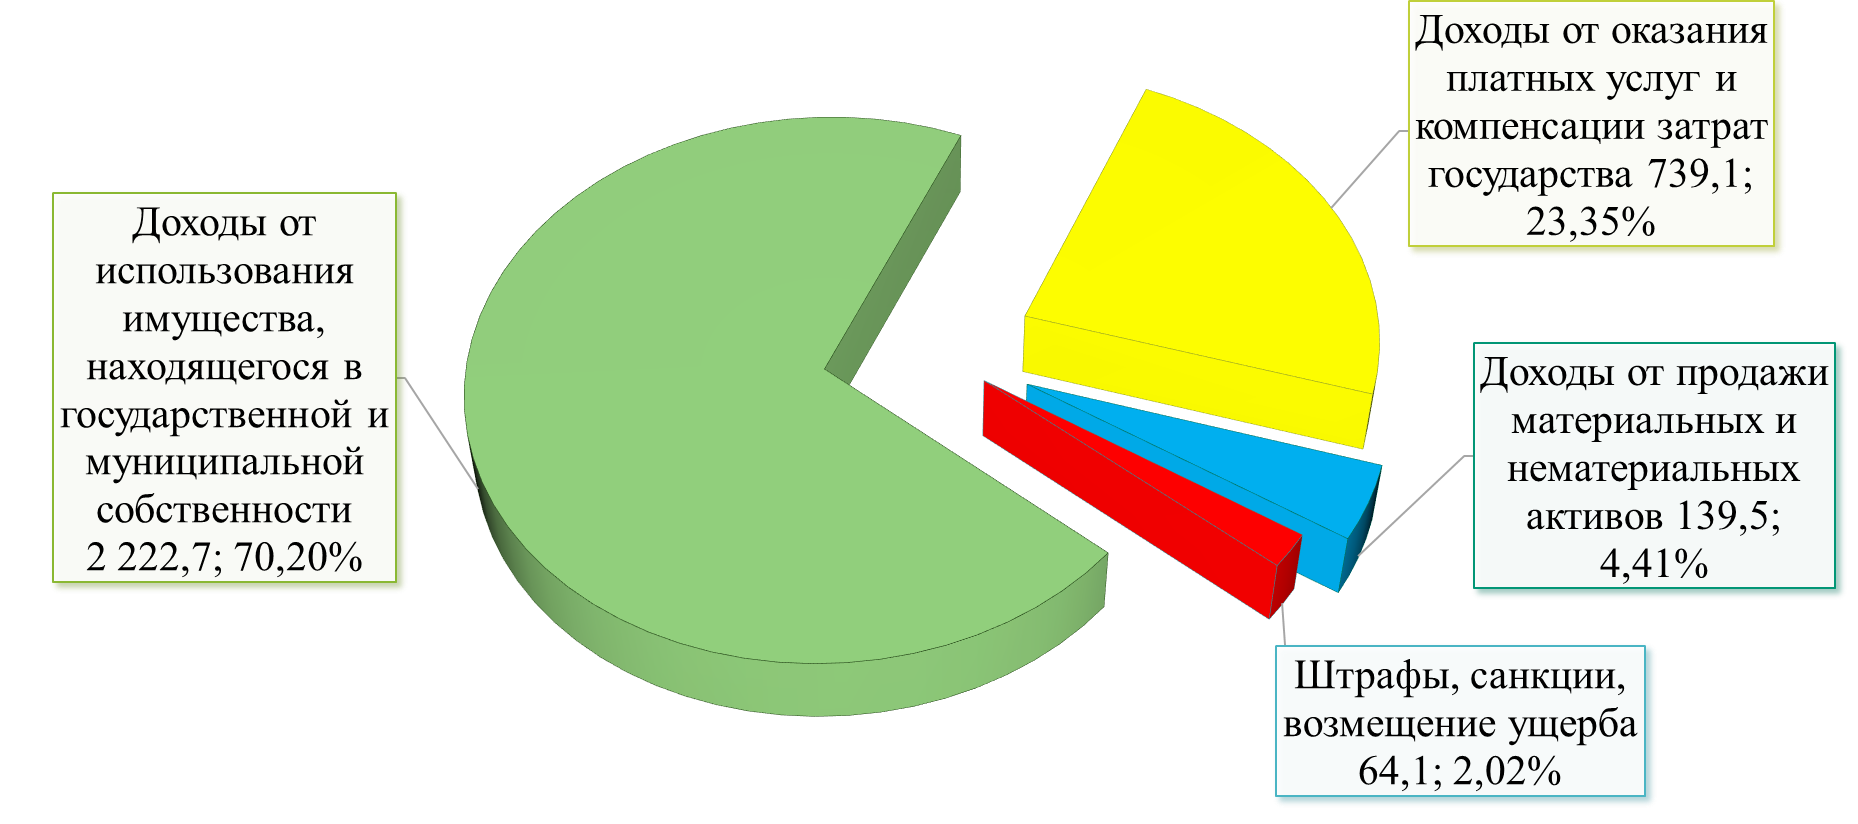 Доходы от оказания
платных услуг и
компенсации затрат
государства 739,1;
23,35%
Доходы от
использования
имущества,
находящегося в
государственной и
муниципальной
собственности
2 222,7; 70,20%
Доходы от продажи
материальных и
нематериальных
активов 139,5;
4,41%
Штрафы, санкции,
возмещение ущерба
64,1; 2,02%